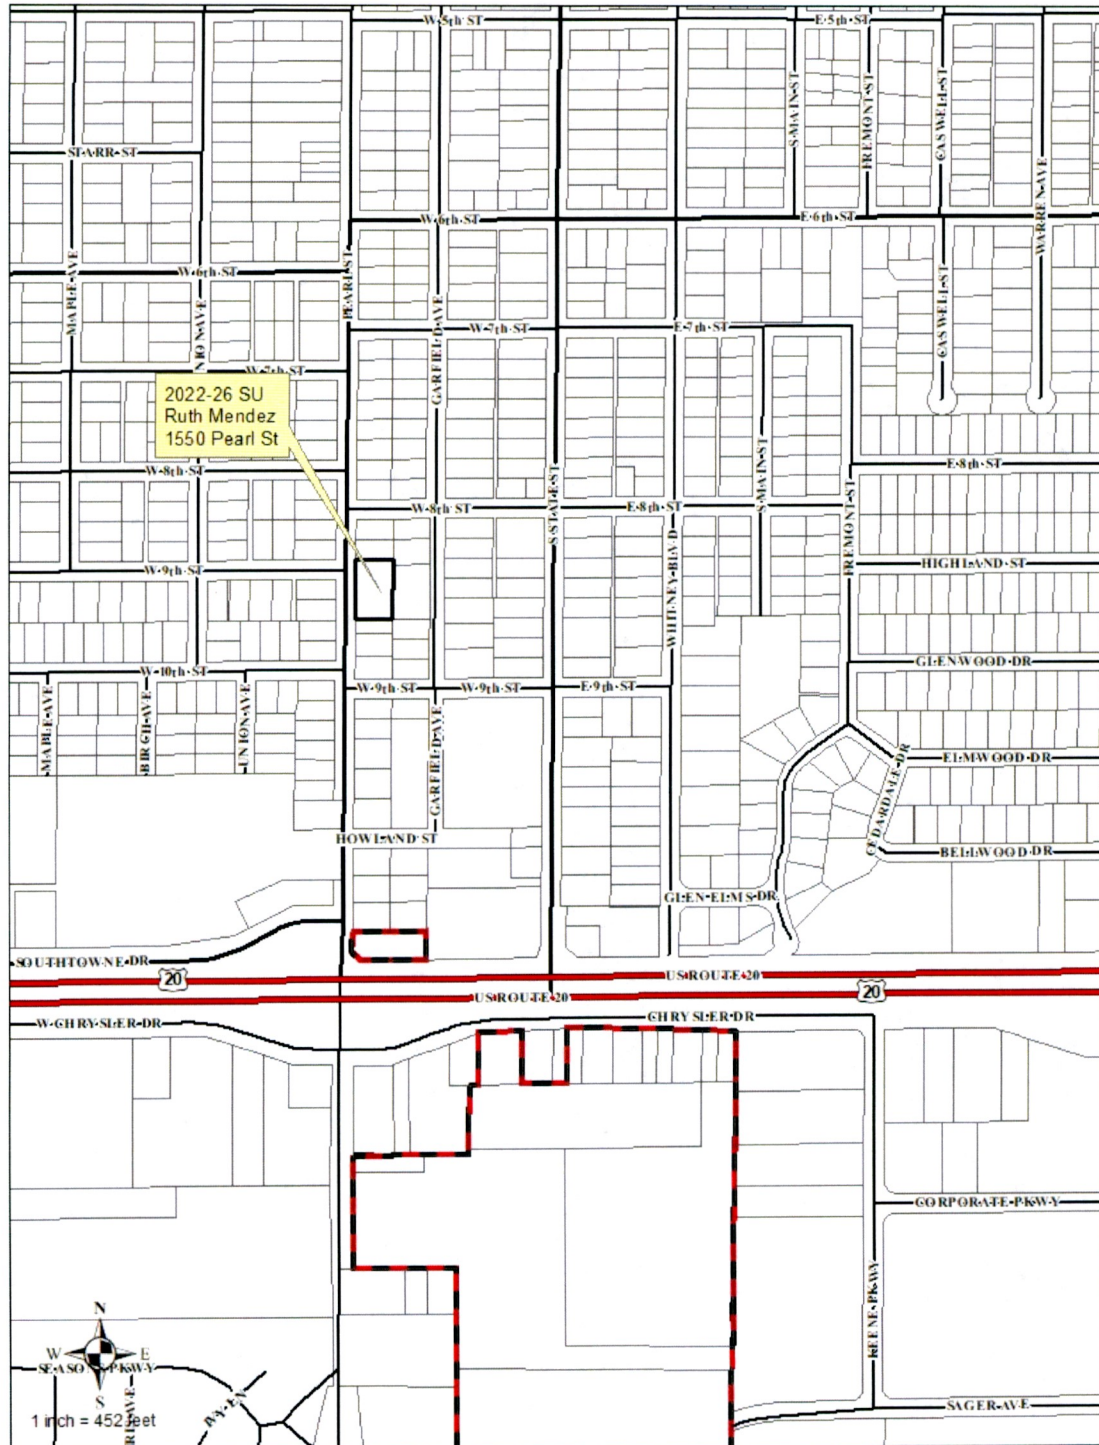 W 5th ST
E 5th ST
STARR ST
S MAIN ST
FREMONT ST
CASWELL ST
WARREN AVE
W 6th ST
E 6th ST
W 6th ST
MAPLE AVE
PEARL ST
GARFIELD AVE
CASWELL ST
W 7th ST
E 7th ST
NION AVE
W 7th ST
2022-26 SU
Ruth Mendez
1550 Pearl St
W 8th ST
E 8th ST
S STATE ST
S MAIN ST
FREMONT ST
W 8th ST
E 8th ST
WHITNEY BLVD
W 9th ST
HIGHLAND ST
W 10th ST
GLENWOOD DR
W 9th ST
W 9th ST
E 9th ST
MAPLE AVE
BIRCH AVE
UNION AVE
GARFIELD AVE
ELMWOOD DR
CEDARDALE DR
HOWLAND ST
BELLWOOD DR
GLEN ELMS DR
SOUTHTOWNE DR
20
US ROUTE 20
US ROUTE 20
20
W CHRYSLER DR
CHRYSLER DR
CORPORATE PKWY
KEENE PKWY
N
W
E
S
SEASONS PKWY
IVY LN
SAGER AVE
1 inch = 452 feet